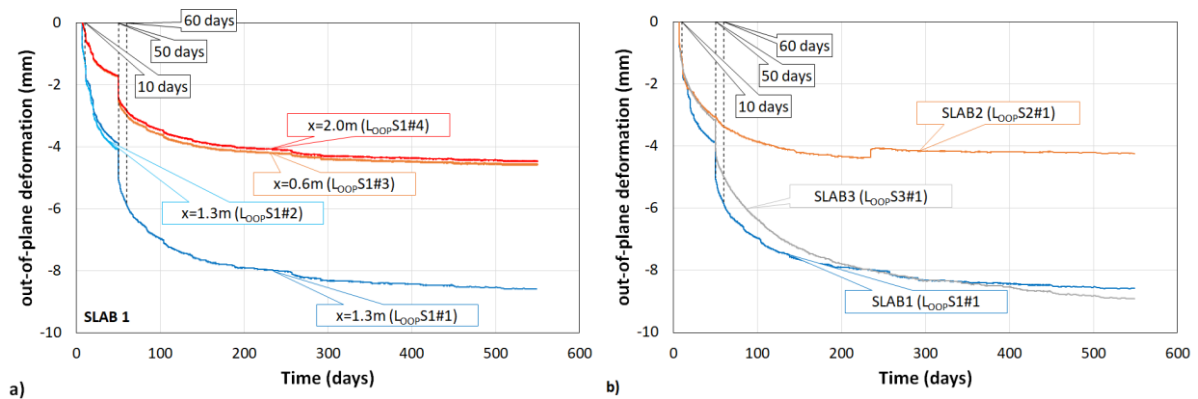 0
-2
-4
-6
-8
-10
0
100
200
300
400
500
600
out-of-plane deformation (mm)
Time (days)
60 days
50 days
10 days
x=2.0m (LOOPS1#4)
x=0.6m (LOOPS1#3)
x=1.3m (LOOPS1#2)
x=1.3m (LOOPS1#1)
SLAB 1
a)
0
-2
-4
-6
-8
-10
0
100
200
300
400
500
600
out-of-plane deformation (mm)
Time (days)
60 days
50 days
10 days
SLAB2 (LOOPS2#1)
SLAB3 (LOOPS3#1)
SLAB1 (LOOPS1#1
b)